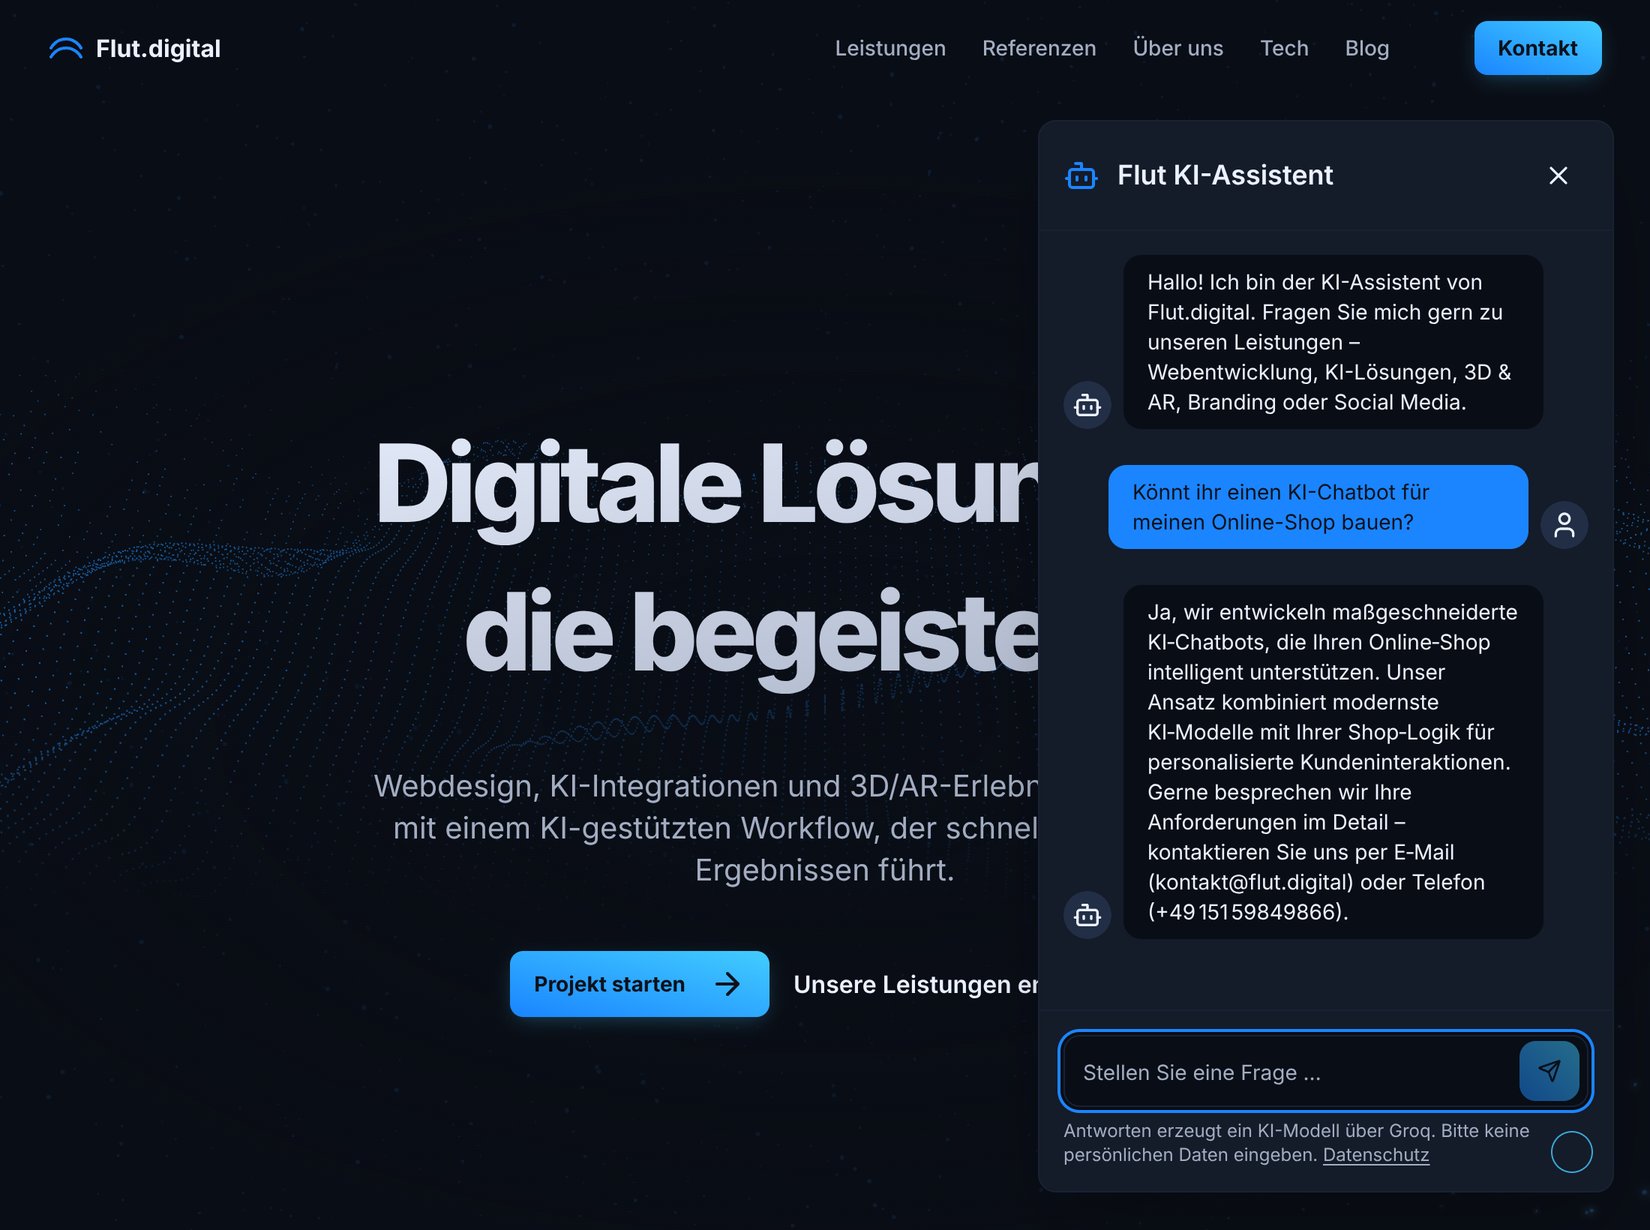 Flut.digital
Leistungen Referenzen Über uns Tech Blog Kontakt
Digitale Lösun
die begeiste
Webdesign, KI-Integrationen und 3D/AR-Erlebn
mit einem KI-gestützten Workflow, der schnel
Ergebnissen führt.
Projekt starten
Unsere Leistungen er
Flut KI-Assistent
Hallo! Ich bin der KI-Assistent von
Flut.digital. Fragen Sie mich gern zu
unseren Leistungen –
Webentwicklung, KI-Lösungen, 3D &
AR, Branding oder Social Media.
Könnt ihr einen KI-Chatbot für
meinen Online-Shop bauen?
Ja, wir entwickeln maßgeschneiderte
KI‑Chatbots, die Ihren Online‑Shop
intelligent unterstützen. Unser
Ansatz kombiniert modernste
KI‑Modelle mit Ihrer Shop‑Logik für
personalisierte Kundeninteraktionen.
Gerne besprechen wir Ihre
Anforderungen im Detail –
kontaktieren Sie uns per E‑Mail
(kontakt@flut.digital) oder Telefon
(+49 151 59849866).
Stellen Sie eine Frage ...
Antworten erzeugt ein KI-Modell über Groq. Bitte keine
persönlichen Daten eingeben. Datenschutz